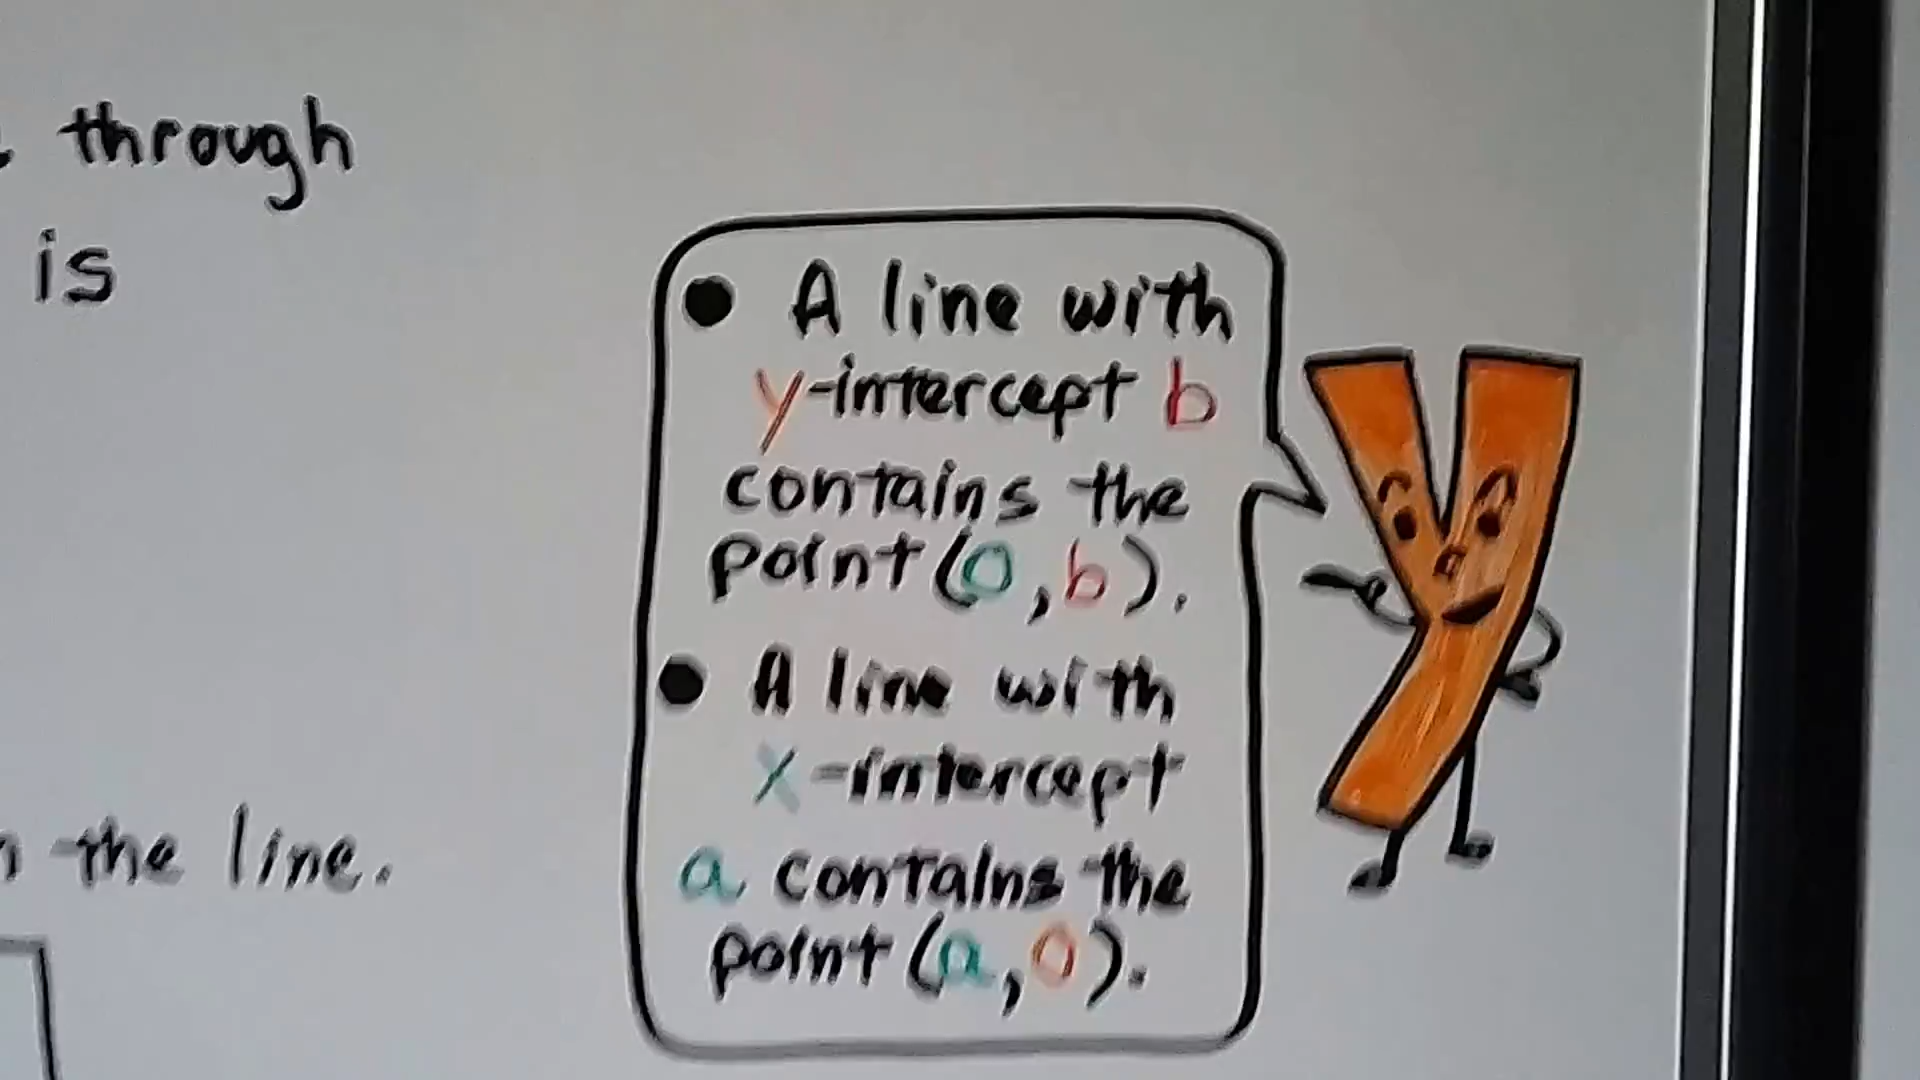 through
is
the line.
● A line with
y-intercept b
contains the
point (0, b).
● A line with
x-intercept
a contains the
point (a, 0).
y